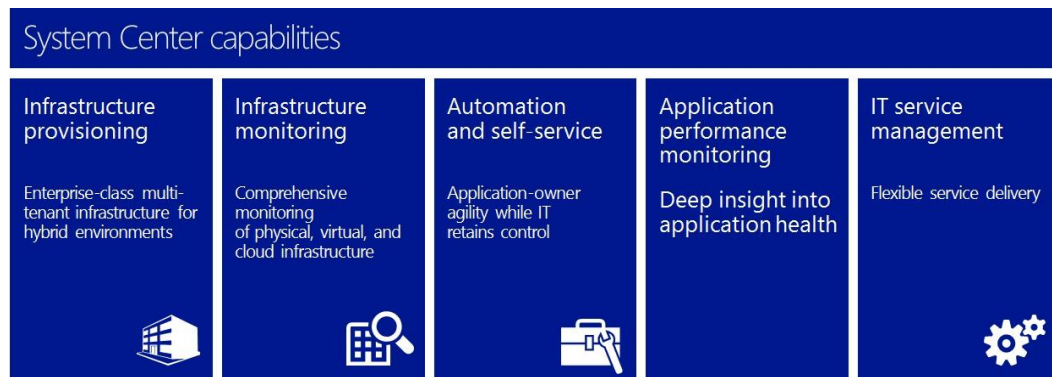 System Center capabilities
Infrastructure
provisioning
Enterprise-class multi-
tenant infrastructure for
hybrid environments
Infrastructure
monitoring
Comprehensive
monitoring
of physical, virtual, and
cloud infrastructure
Automation
and self-service
Application-owner
agility while IT
retains control
Application
performance
monitoring
Deep insight into
application health
IT service
management
Flexible service delivery